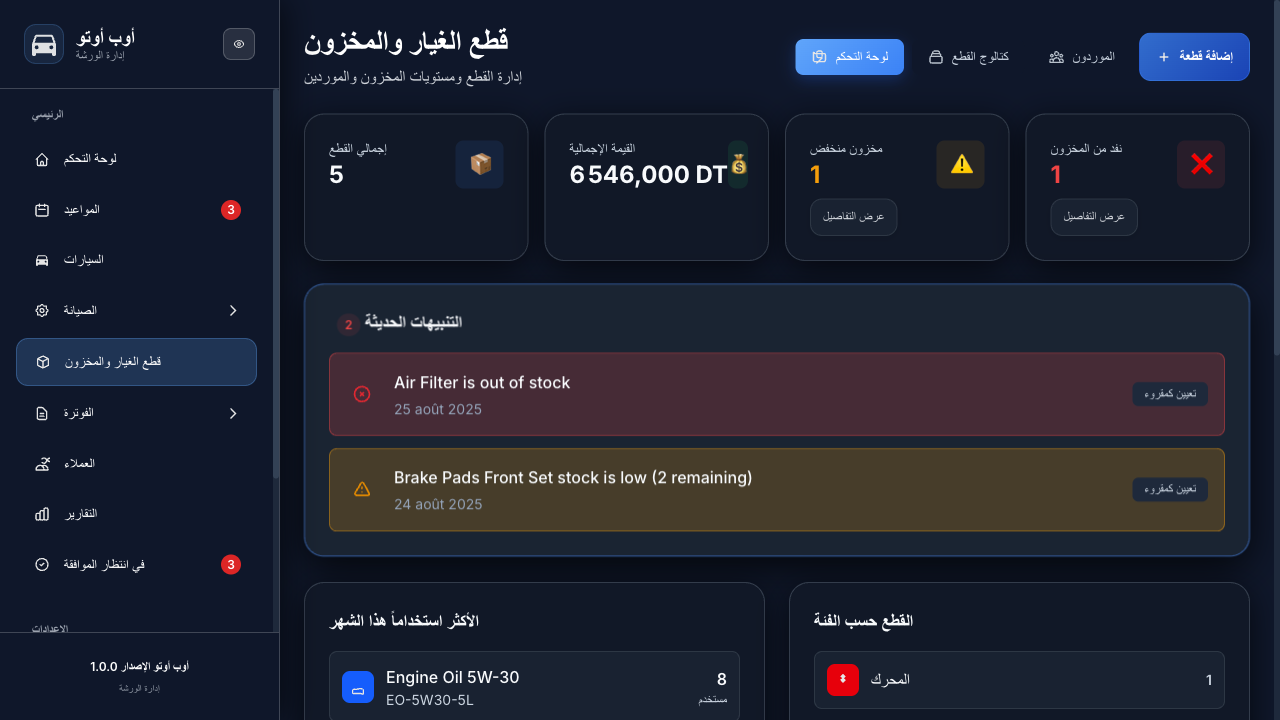 أوب أوتو
إدارة الورشة
الرئيسي
لوحة التحكم
المواعيد 3
السيارات
الصيانة
قطع الغيار والمخزون
الفوترة
العملاء
التقارير
في انتظار الموافقة 3
الإعدادات
أوب أوتو الإصدار 1.0.0
إدارة الورشة
قطع الغيار والمخزون
إدارة القطع ومستويات المخزون والموردين
لوحة التحكم
كتالوج القطع
الموردون
إضافة قطعة
إجمالي القطع
5
القيمة الإجمالية
6 546,000 DT
مخزون منخفض
1
عرض التفاصيل
نفد من المخزون
1
عرض التفاصيل
التنبيهات الحديثة 2
Air Filter is out of stock
25 août 2025
تعيين كمقروء
Brake Pads Front Set stock is low (2 remaining)
24 août 2025
تعيين كمقروء
الأكثر استخداماً هذا الشهر
Engine Oil 5W-30
EO-5W30-5L
8
مستخدم
القطع حسب الفئة
المحرك
1